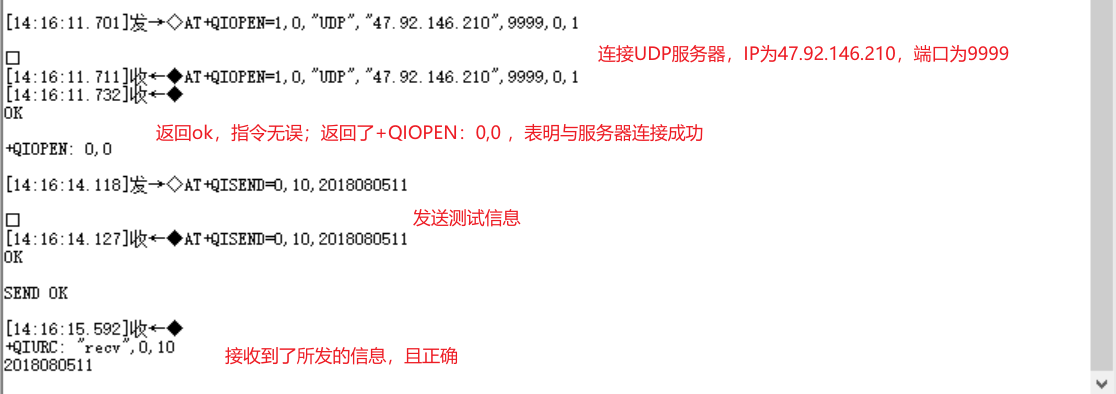 [14:16:11.701]发→◇AT+QIOPEN=1,0,"UDP","47.92.146.210",9999,0,1
连接UDP服务器，IP为47.92.146.210，端口为9999
□
[14:16:11.711]收←◆AT+QIOPEN=1,0,"UDP","47.92.146.210",9999,0,1
[14:16:11.732]收←◆
OK
返回ok，指令无误；返回了+QIOPEN：0,0 ，表明与服务器连接成功
+QIOPEN: 0,0
[14:16:14.118]发→◇AT+QISEND=0,10,2018080511
□
发送测试信息
[14:16:14.127]收←◆AT+QISEND=0,10,2018080511
OK
SEND OK
[14:16:15.592]收←◆
+QIURC: "recv",0,10
接收到了所发的信息，且正确
2018080511